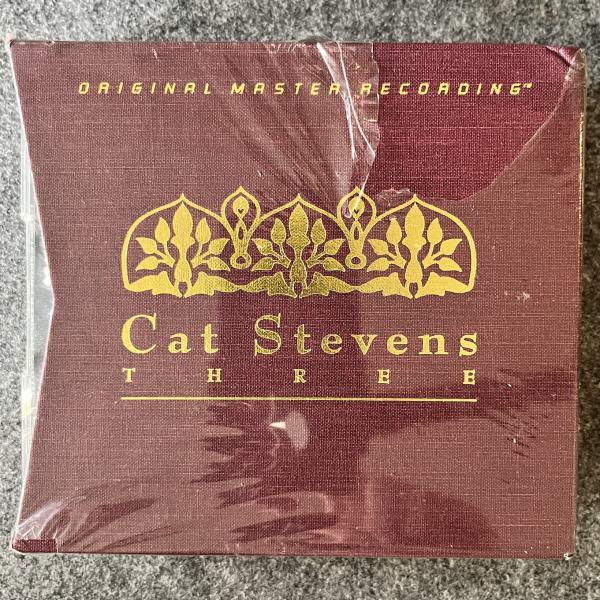 ORIGINAL MASTER RECORDING™
Cat Stevens
THREE